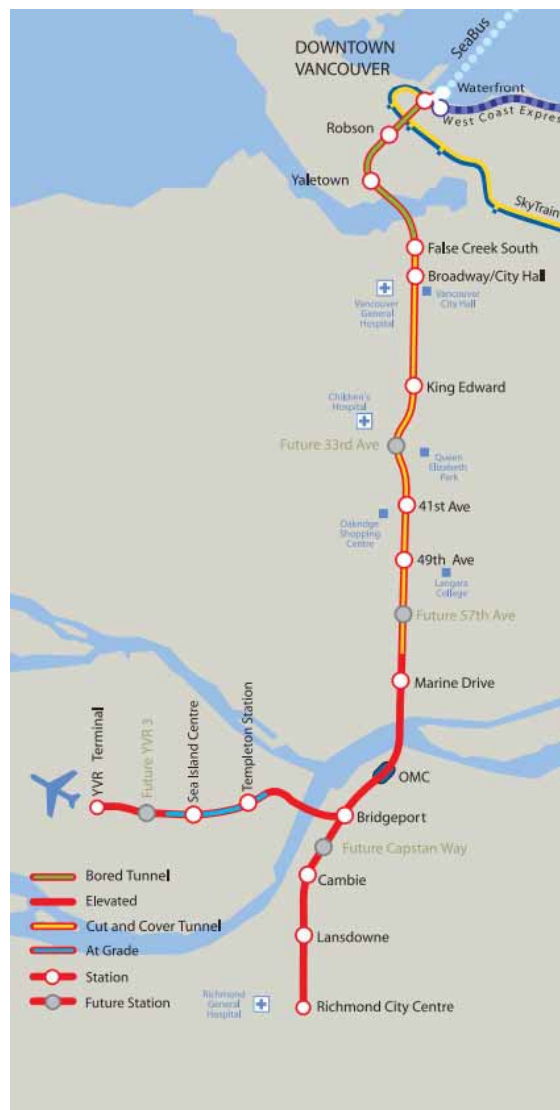 DOWNTOWN
VANCOUVER
SeaBus
Waterfront
West Coast Expres
Robson
Yaletown
SkyTrain
False Creek South
Broadway/City Hall
Vancouver
General
Hospital
Vancouver
City Hall
King Edward
Children's
Hospital
Future 33rd Ave
Queen
Elizabeth
Park
41st Ave
Oakridge
Shopping
Centre
49th Ave
Langara
College
Future 57th Ave
Marine Drive
YVR Terminal
Future YVR 3
Sea Island Centre
Templeton Station
OMC
Bridgeport
Future Capstan Way
Cambie
Lansdowne
Richmond City Centre
Richmond
General
Hospital
Bored Tunnel
Elevated
Cut and Cover Tunnel
At Grade
Station
Future Station